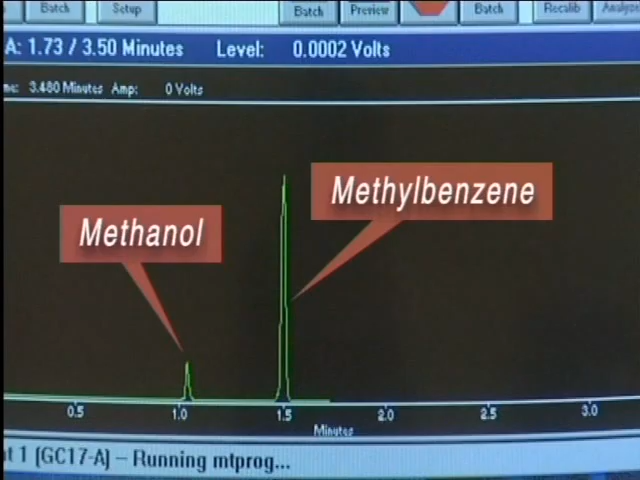 Batch Setup Batch Preview Batch Recalib
A: 1.73 / 3.50 Minutes Level: 0.0002 Volts
3.480 Minutes Amp: 0 Volts
Methylbenzene
Methanol
0.5 1.0 1.5 2.0 2.5 3.0
Minutes
1 (GC17-A) – Running mtprog...